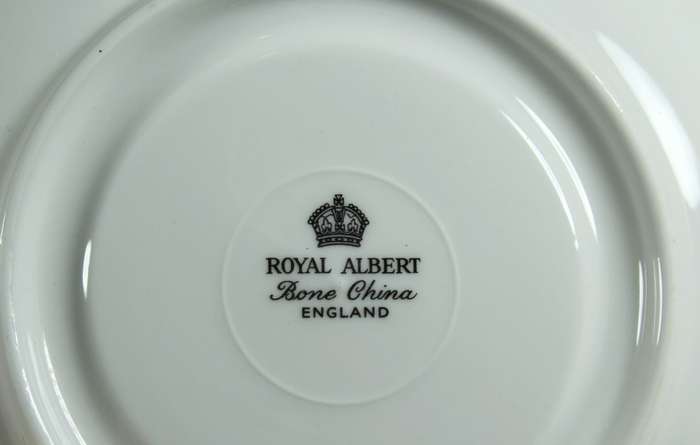 ROYAL ALBERT
Bone China
ENGLAND